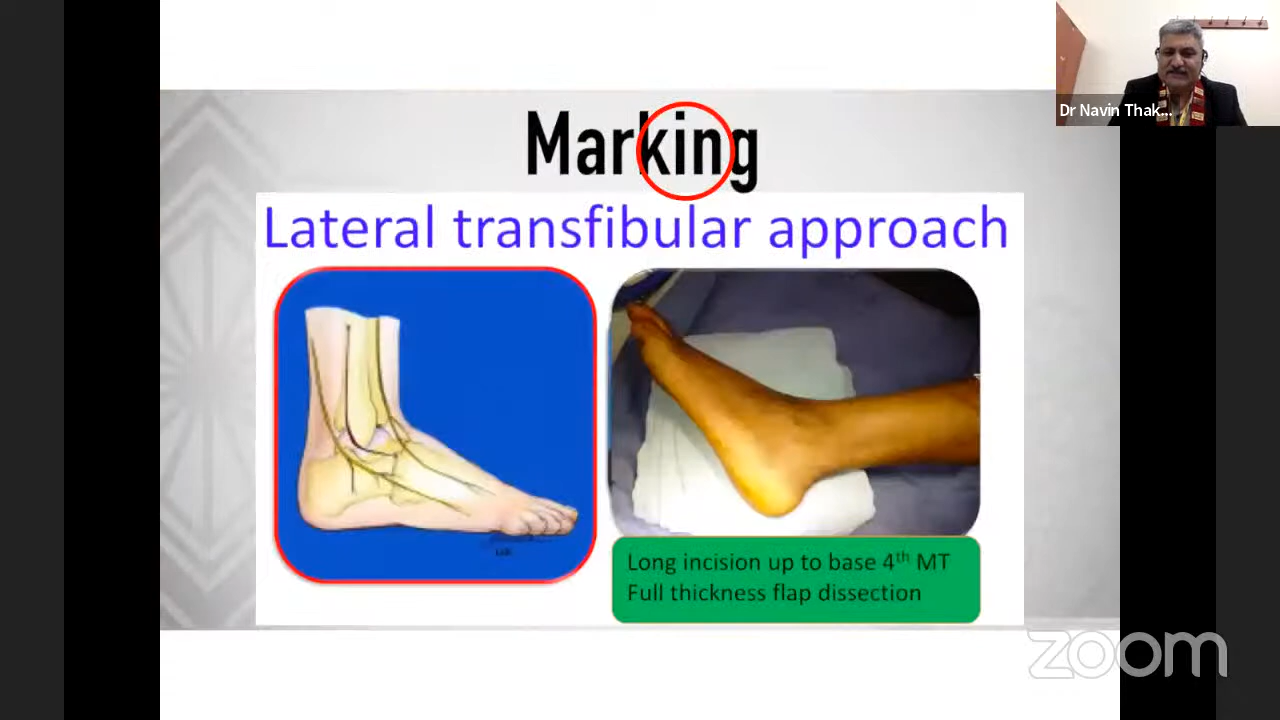 Marking
Lateral transfibular approach
Long incision up to base 4th MT
Full thickness flap dissection
Dr Navin Thak...
zoom